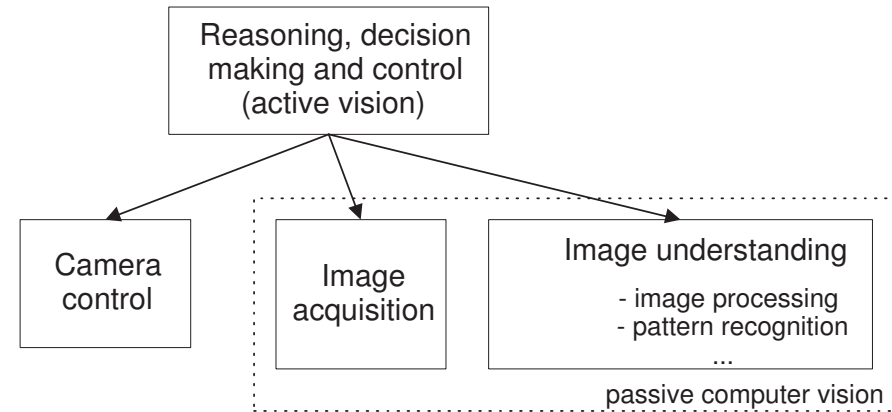 Reasoning, decision
making and control
(active vision)
Camera
control
Image
acquisition
Image understanding
- image processing
- pattern recognition
...
passive computer vision